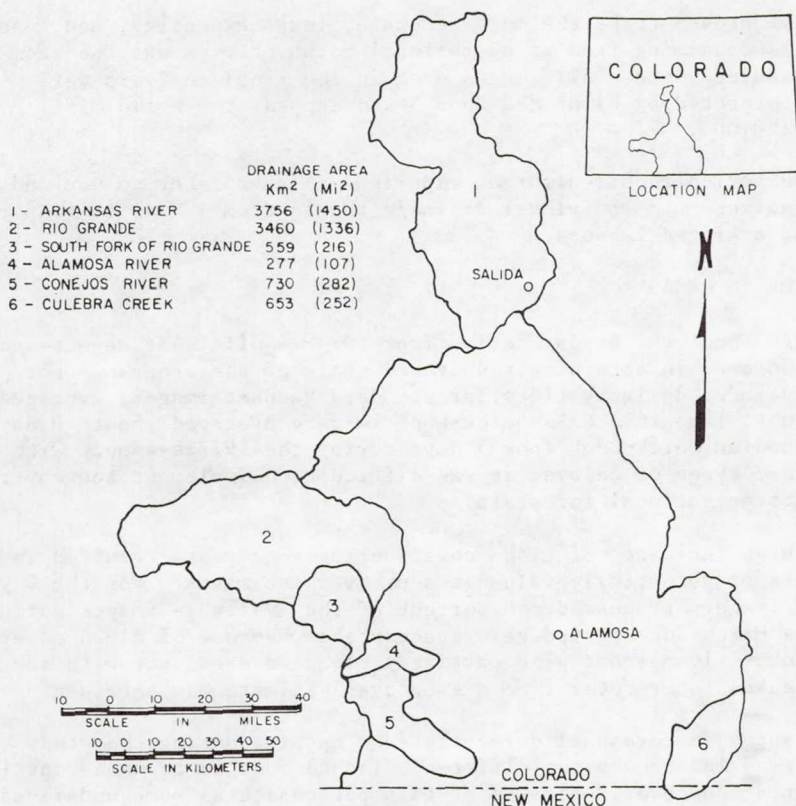 COLORADO
LOCATION MAP
DRAINAGE AREA
Km² (Mi²)
1 - ARKANSAS RIVER 3756 (1450)
2 - RIO GRANDE 3460 (1336)
3 - SOUTH FORK OF RIO GRANDE 559 (216)
4 - ALAMOSA RIVER 277 (107)
5 - CONEJOS RIVER 730 (282)
6 - CULEBRA CREEK 653 (252)
SALIDA
N
2
3
ALAMOSA
4
5
6
10 0 10 20 30 40
SCALE IN MILES
10 0 10 20 30 40 50
SCALE IN KILOMETERS
COLORADO
NEW MEXICO